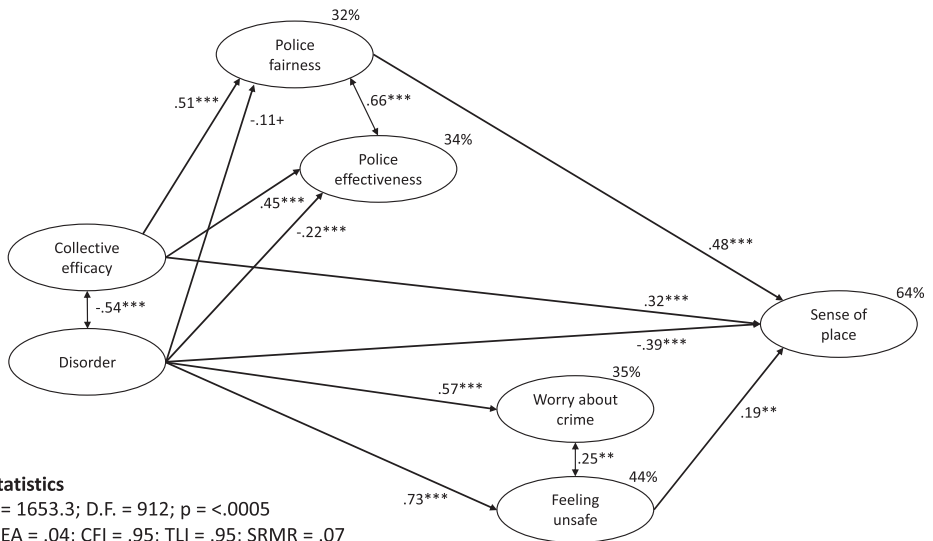 32%
Police
fairness
.51***
-.11+
.66***
34%
Police
effectiveness
.45***
-.22***
Collective
efficacy
.48***
-.54***
.32***
64%
Sense of
place
Disorder
-.39***
35%
.57***
Worry about
crime
.19**
.25**
44%
.73***
Feeling
unsafe
= 1653.3; D.F. = 912; p = <.0005
= .04; CFI = .95; TLI = .95; SRMR = .07